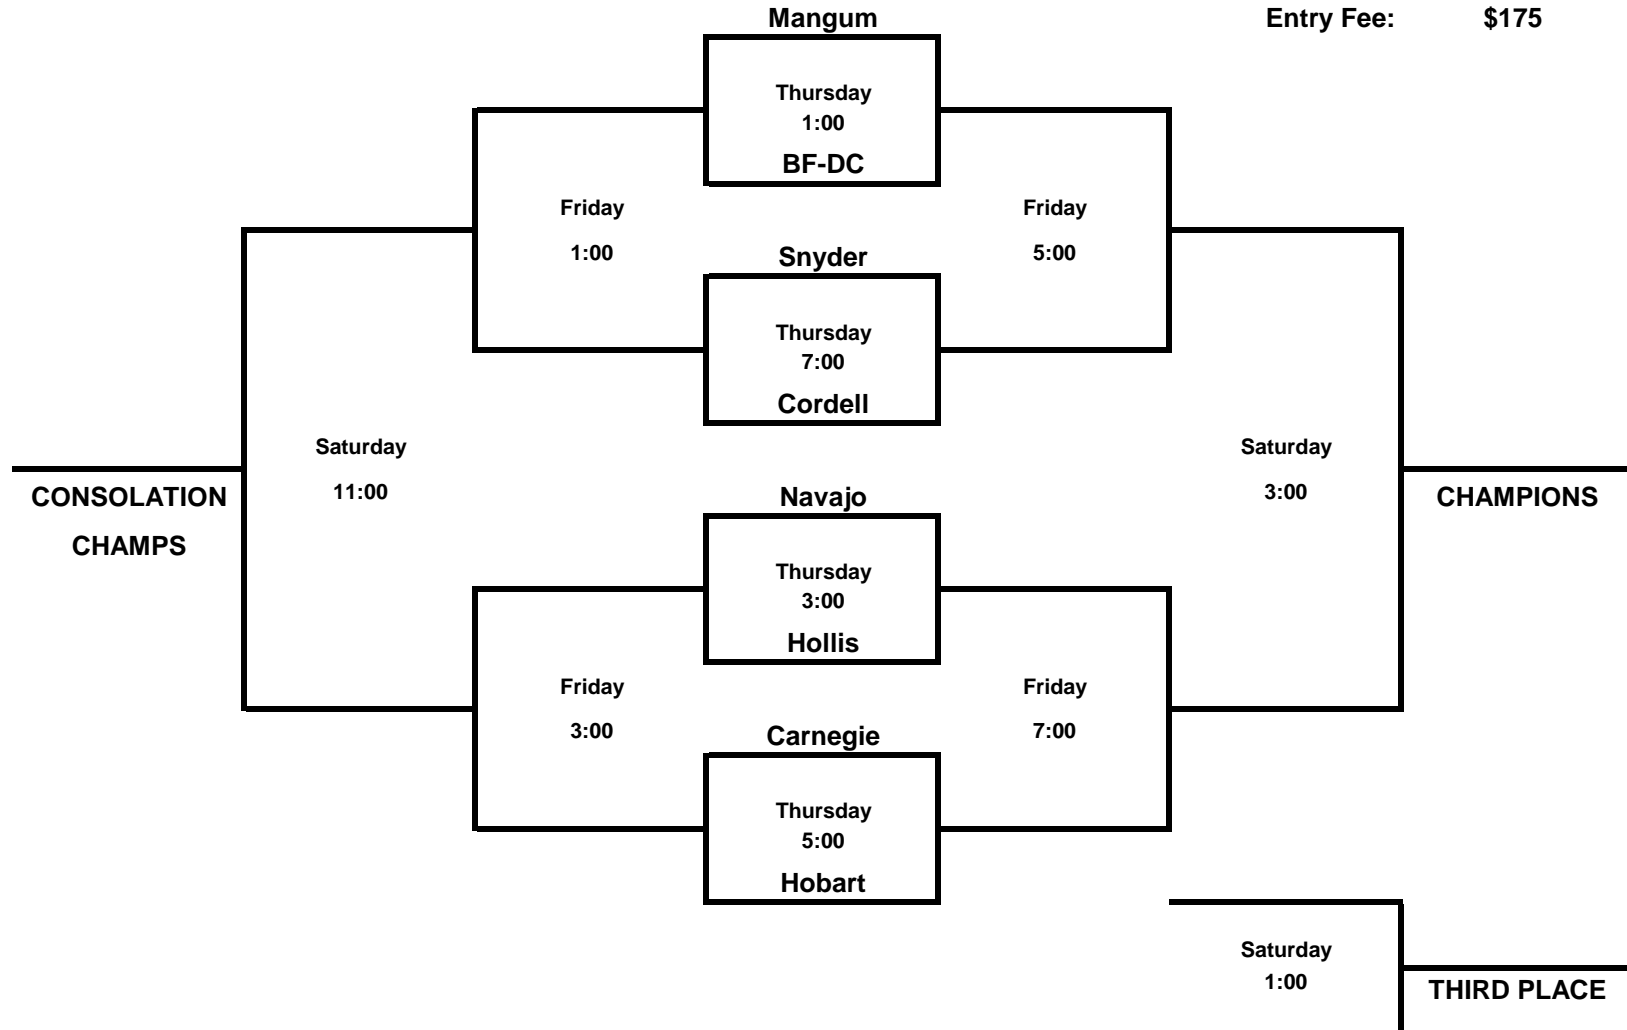 Mangum
Entry Fee: $175
Thursday
1:00
BF-DC
Friday
1:00
Friday
5:00
Snyder
Thursday
7:00
Cordell
Saturday
11:00
CONSOLATION
CHAMPS
Saturday
3:00
CHAMPIONS
Navajo
Thursday
3:00
Hollis
Friday
3:00
Friday
7:00
Carnegie
Thursday
5:00
Hobart
Saturday
1:00
THIRD PLACE